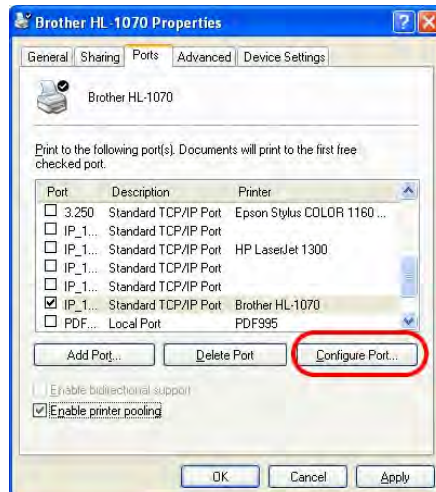 Brother HL-1070 Properties
General Sharing Ports Advanced Device Settings
Brother HL-1070
Print to the following port(s). Documents will print to the first free
checked port.
Port Description Printer
3.250 Standard TCP/IP Port Epson Stylus COLOR 1160 ...
IP_1... Standard TCP/IP Port
IP_1... Standard TCP/IP Port HP LaserJet 1300
IP_1... Standard TCP/IP Port
IP_1... Standard TCP/IP Port
IP_1... Standard TCP/IP Port Brother HL-1070
PDF... Local Port PDF995
Add Port... Delete Port Configure Port...
Enable bidirectional support
Enable printer pooling
OK Cancel Apply